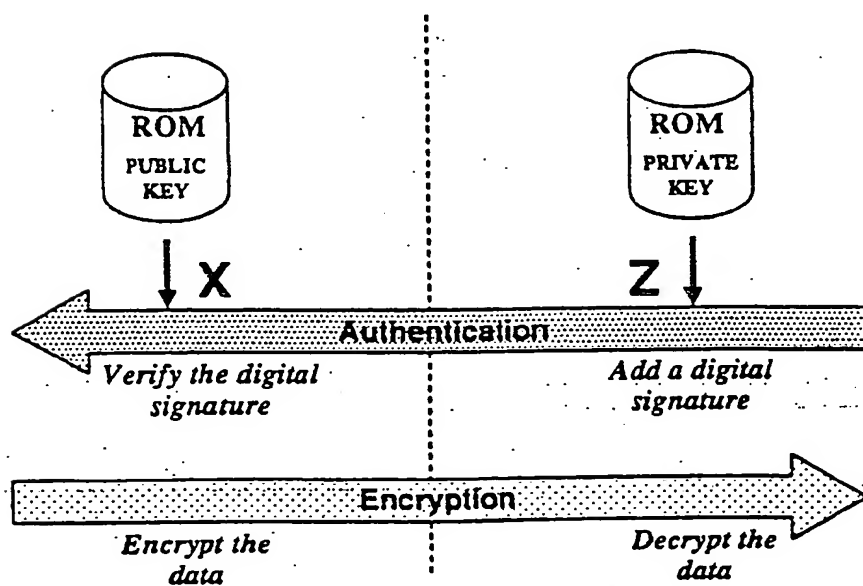 ROM
PUBLIC
KEY
ROM
PRIVATE
KEY
X
Z
Authentication
Verify the digital
signature
Add a digital
signature
Encryption
Encrypt the
data
Decrypt the
data